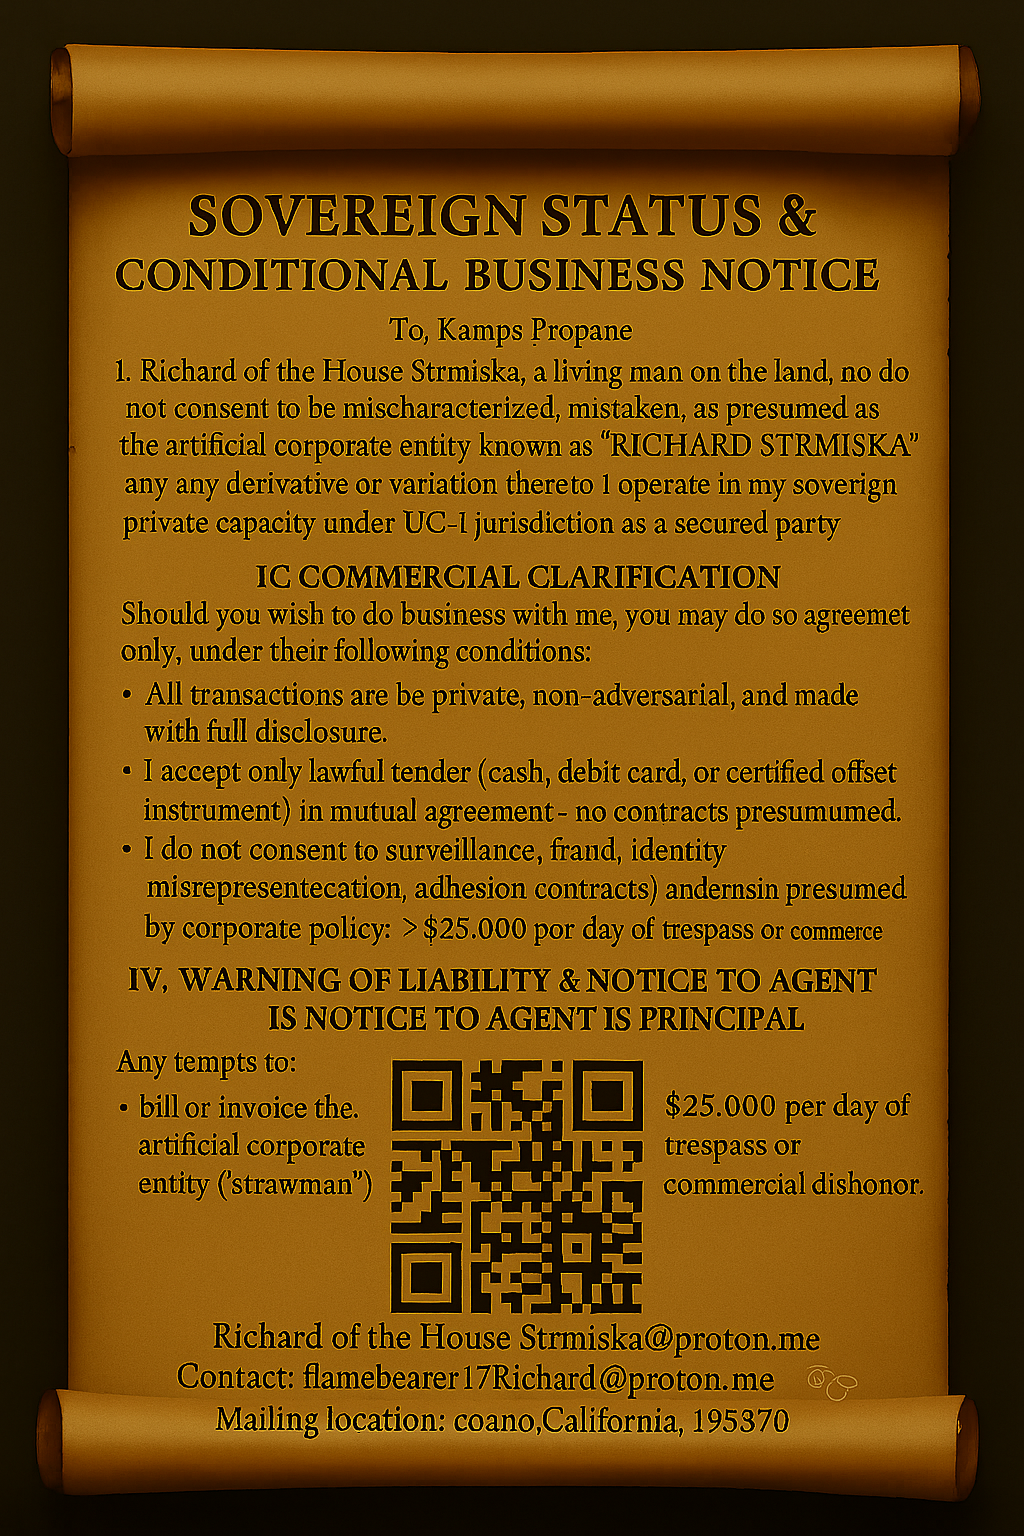 SOVEREIGN STATUS &
CONDITIONAL BUSINESS NOTICE
To, Kamps Propane
1. Richard of the House Strmiska, a living man on the land, no do
not consent to be mischaracterized, mistaken, as presumed as
the artificial corporate entity known as “RICHARD STRMISKA”
any any derivative or variation thereto 1 operate in my soverign
private capacity under UC-1 jurisdiction as a secured party
IC COMMERCIAL CLARIFICATION
Should you wish to do business with me, you may do so agreemet
only, under their following conditions:
• All transactions are be private, non-adversarial, and made
with full disclosure.
• I accept only lawful tender (cash, debit card, or certified offset
instrument) in mutual agreement - no contracts presumumed.
• I do not consent to surveillance, frand, identity
misrepresentecation, adhesion contracts) andernsin presumed
by corporate policy: > $25.000 por day of trespass or commerce
IV, WARNING OF LIABILITY & NOTICE TO AGENT
IS NOTICE TO AGENT IS PRINCIPAL
Any tempts to:
• bill or invoice the.
artificial corporate
entity ('strawman”)
$25.000 per day of
trespass or
commercial dishonor.
Richard of the House Strmiska@proton.me
Contact: flamebearer17Richard@proton.me
Mailing location: coano,California, 195370